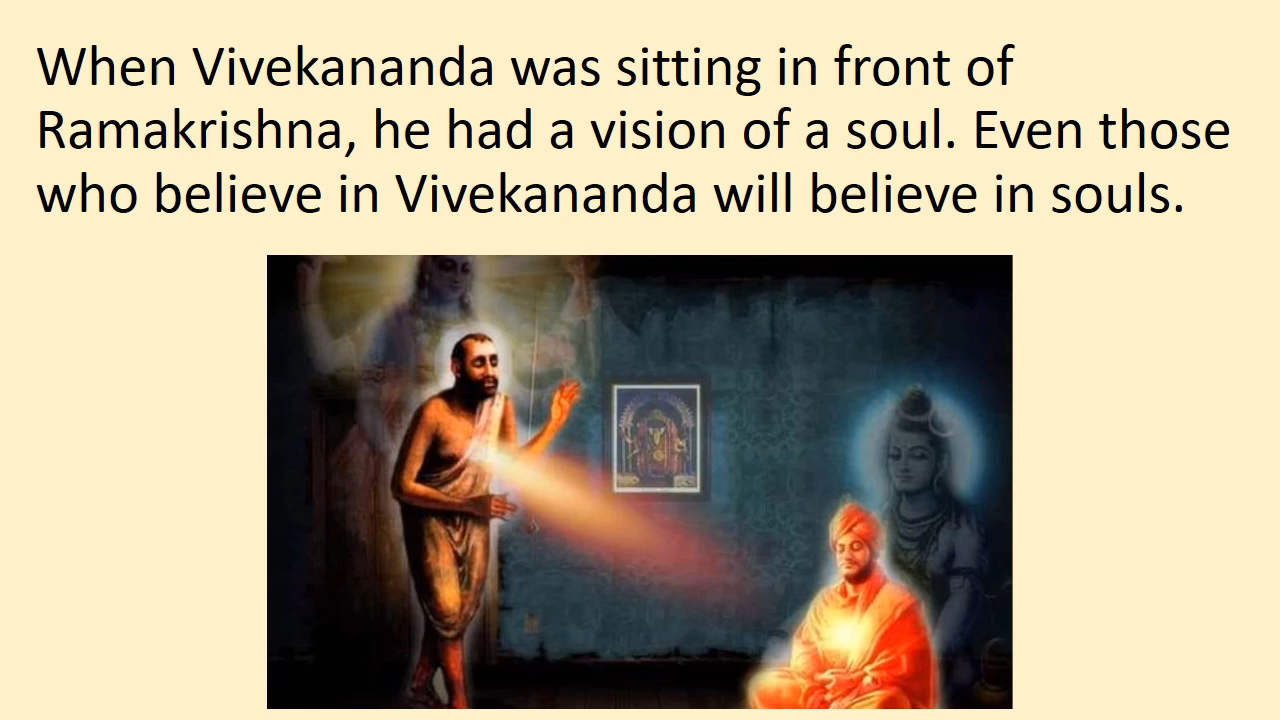 When Vivekananda was sitting in front of
Ramakrishna, he had a vision of a soul. Even those
who believe in Vivekananda will believe in souls.